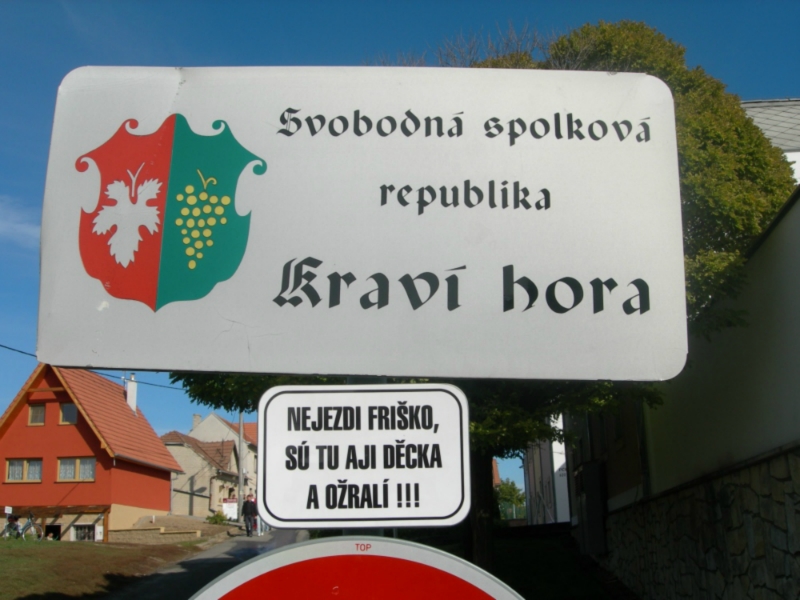 Svobodná spolková
republika
Kraví hora
NEJEZDI FRIŠKO,
SÚ TU AJI DĚCKA
A OŽRALÍ !!!
TOP